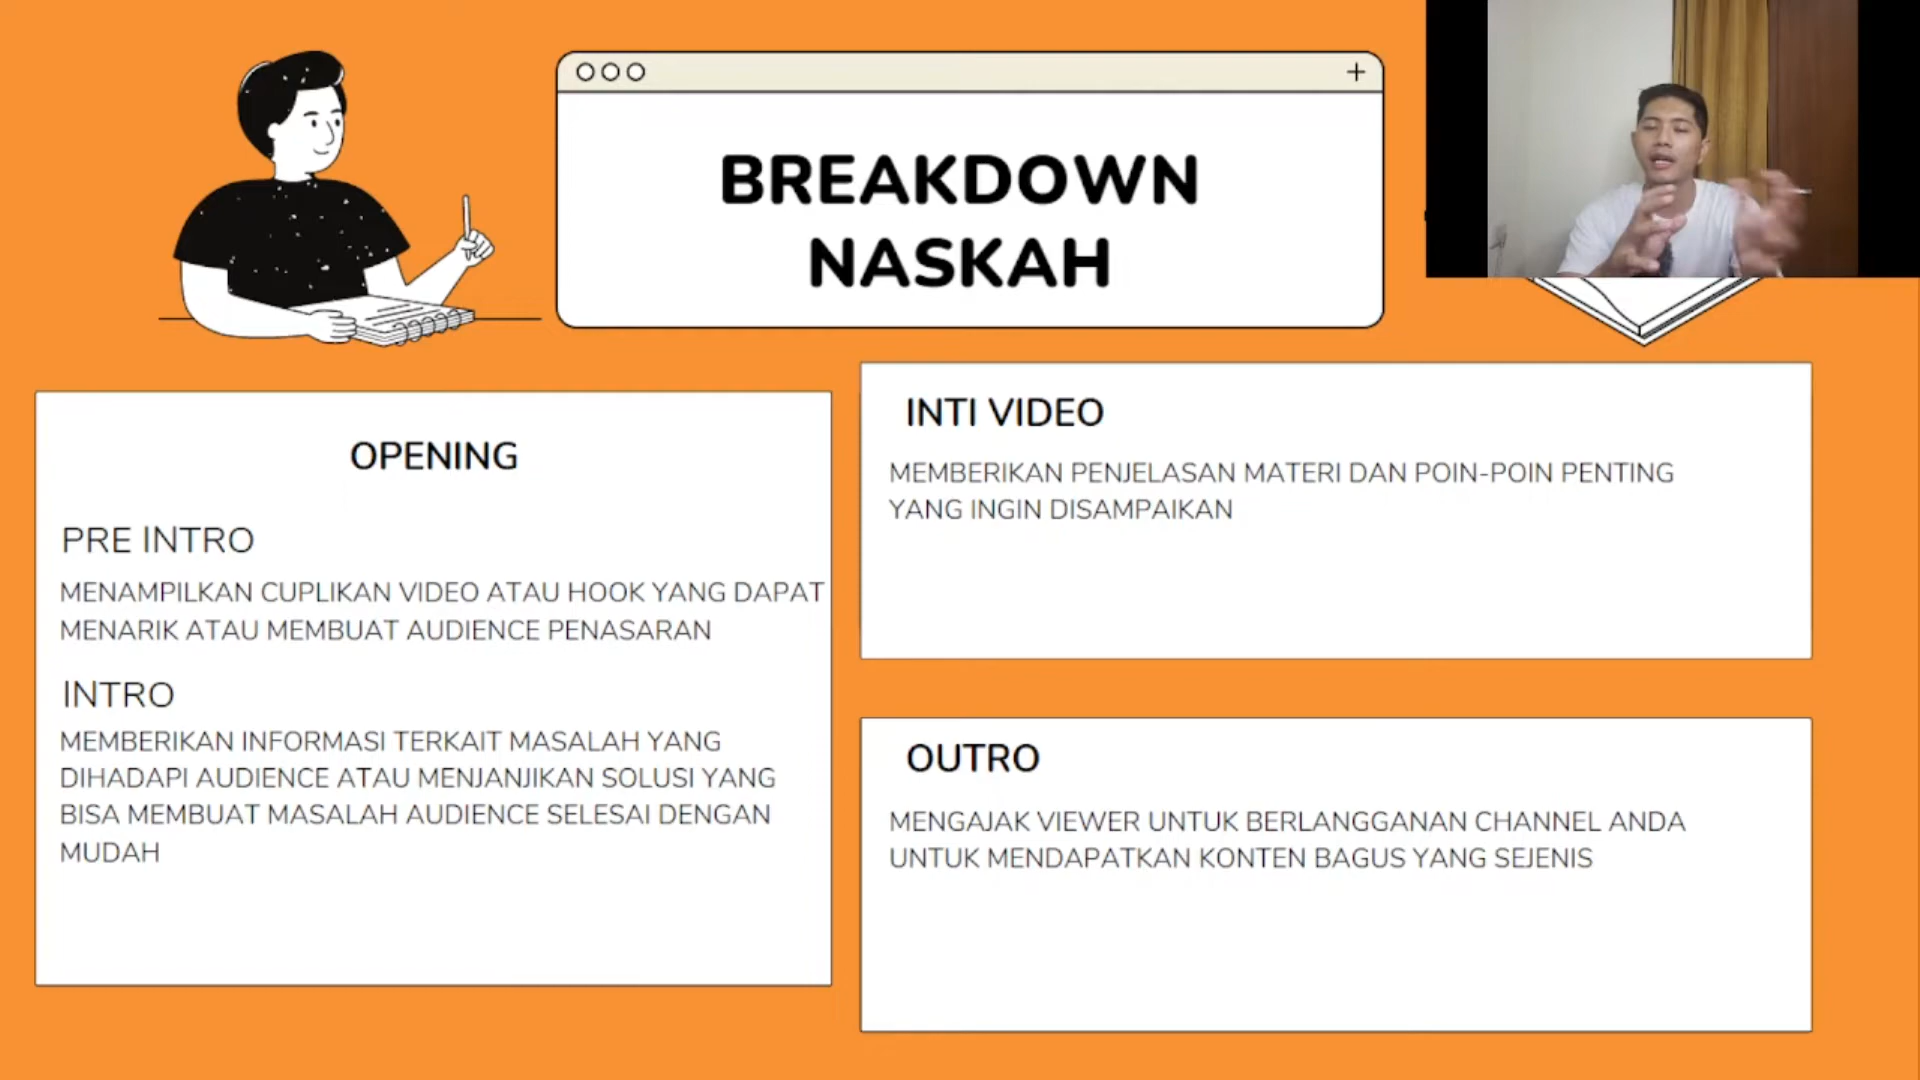 BREAKDOWN
NASKAH
OPENING
PRE INTRO
MENAMPILKAN CUPLIKAN VIDEO ATAU HOOK YANG DAPAT
MENARIK ATAU MEMBUAT AUDIENCE PENASARAN
INTRO
MEMBERIKAN INFORMASI TERKAIT MASALAH YANG
DIHADAPI AUDIENCE ATAU MENJANJIKAN SOLUSI YANG
BISA MEMBUAT MASALAH AUDIENCE SELESAI DENGAN
MUDAH
INTI VIDEO
MEMBERIKAN PENJELASAN MATERI DAN POIN-POIN PENTING
YANG INGIN DISAMPAIKAN
OUTRO
MENGAJAK VIEWER UNTUK BERLANGGANAN CHANNEL ANDA
UNTUK MENDAPATKAN KONTEN BAGUS YANG SEJENIS